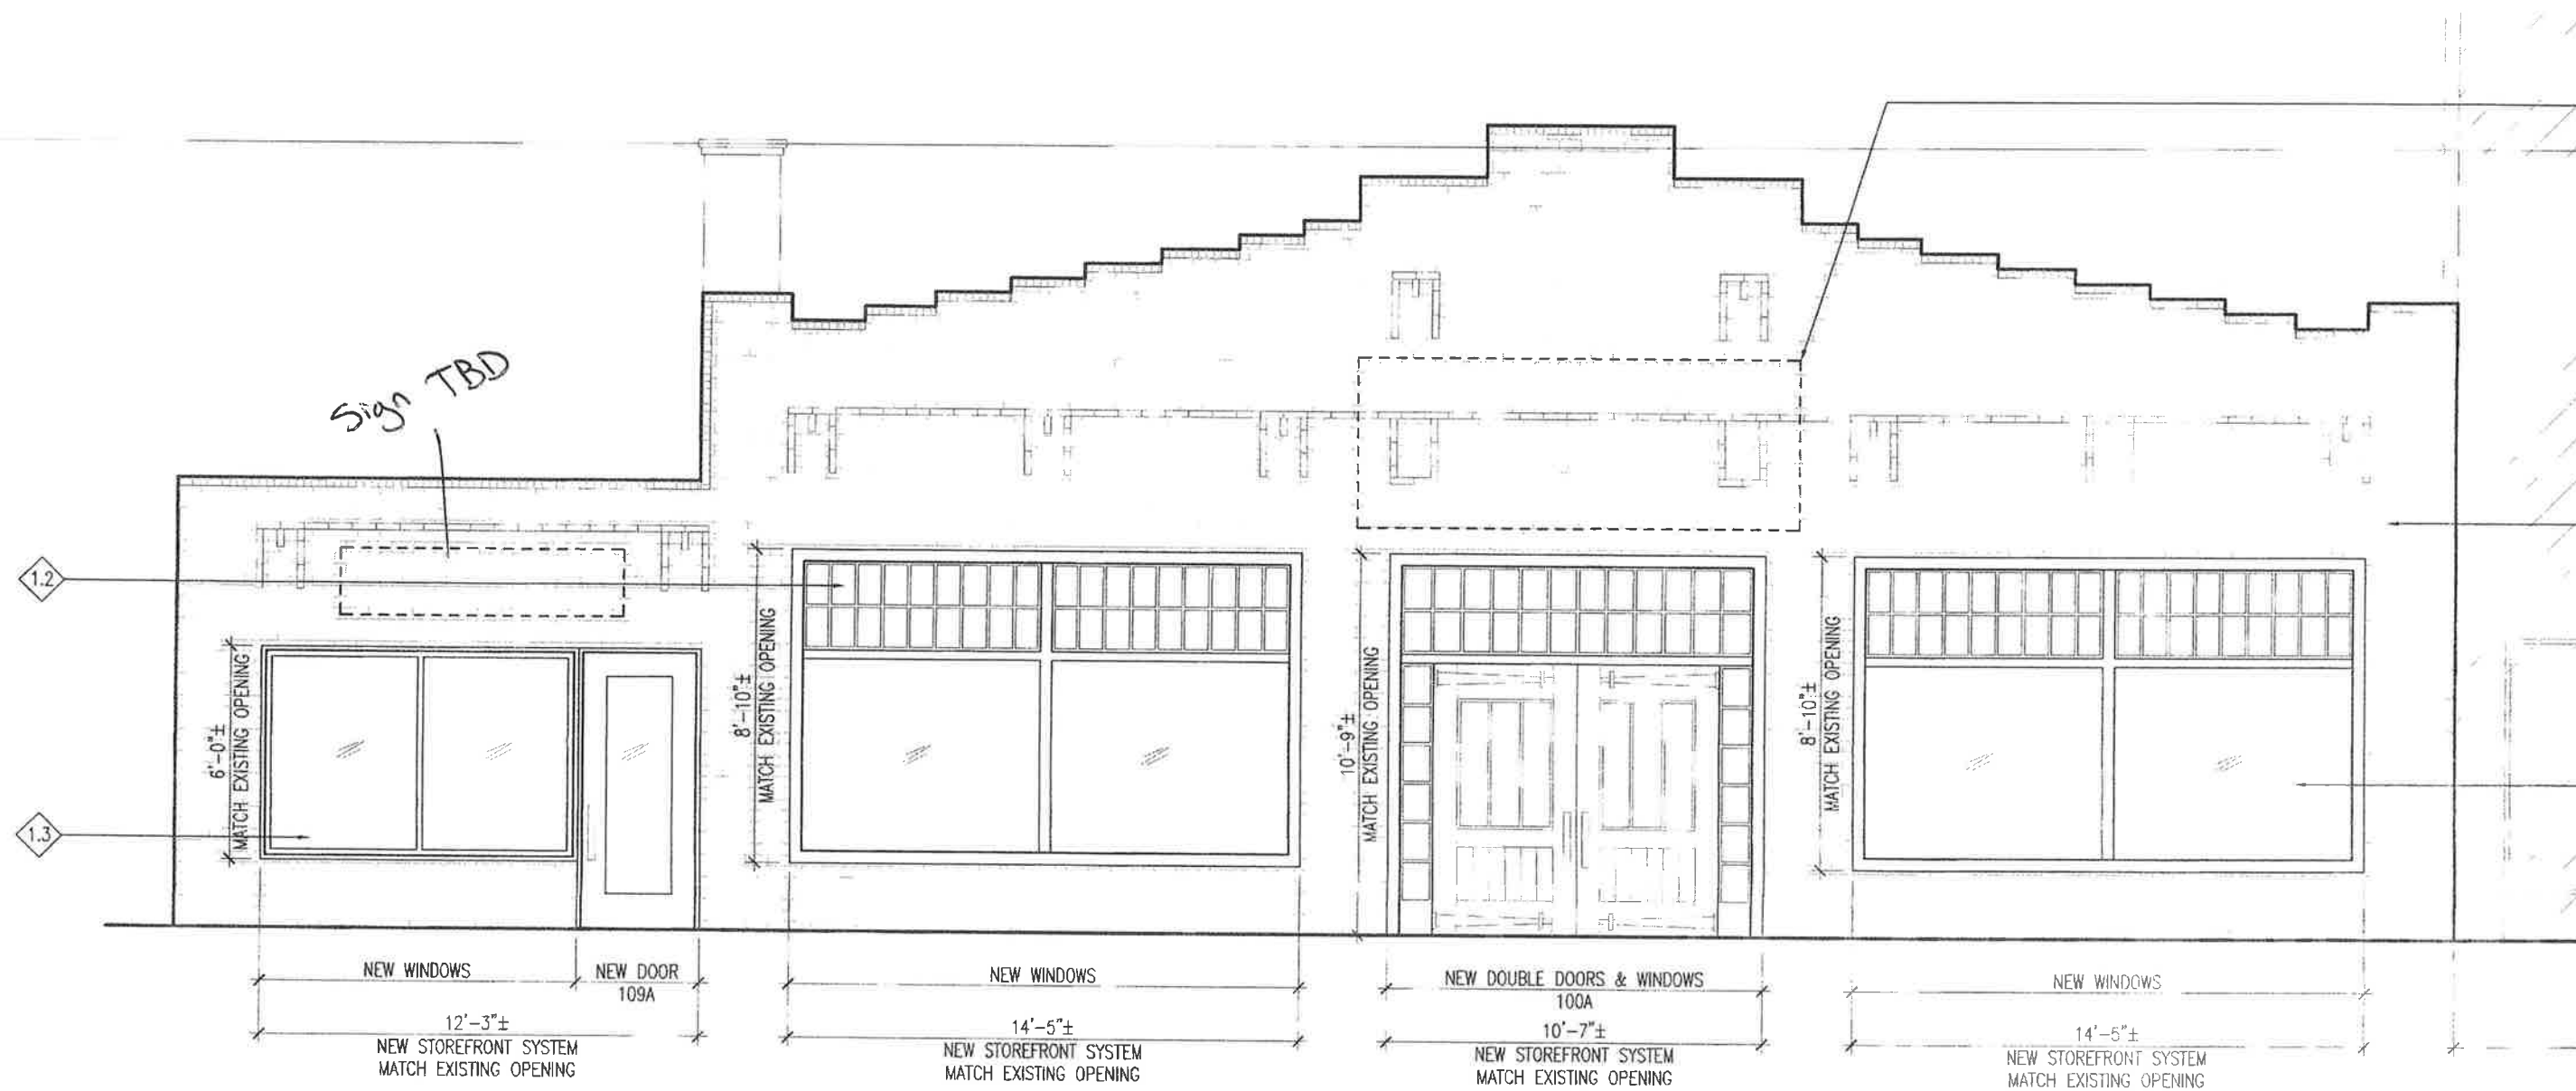 Sign TBD
1.2
1.3
6'-0"±
MATCH EXISTING OPENING
8'-10"±
MATCH EXISTING OPENING
10'-9"±
MATCH EXISTING OPENING
8'-10"±
MATCH EXISTING OPENING
NEW WINDOWS
NEW DOOR
109A
12'-3"±
NEW STOREFRONT SYSTEM
MATCH EXISTING OPENING
NEW WINDOWS
14'-5"±
NEW STOREFRONT SYSTEM
MATCH EXISTING OPENING
NEW DOUBLE DOORS & WINDOWS
100A
10'-7"±
NEW STOREFRONT SYSTEM
MATCH EXISTING OPENING
NEW WINDOWS
14'-5"±
NEW STOREFRONT SYSTEM
MATCH EXISTING OPENING